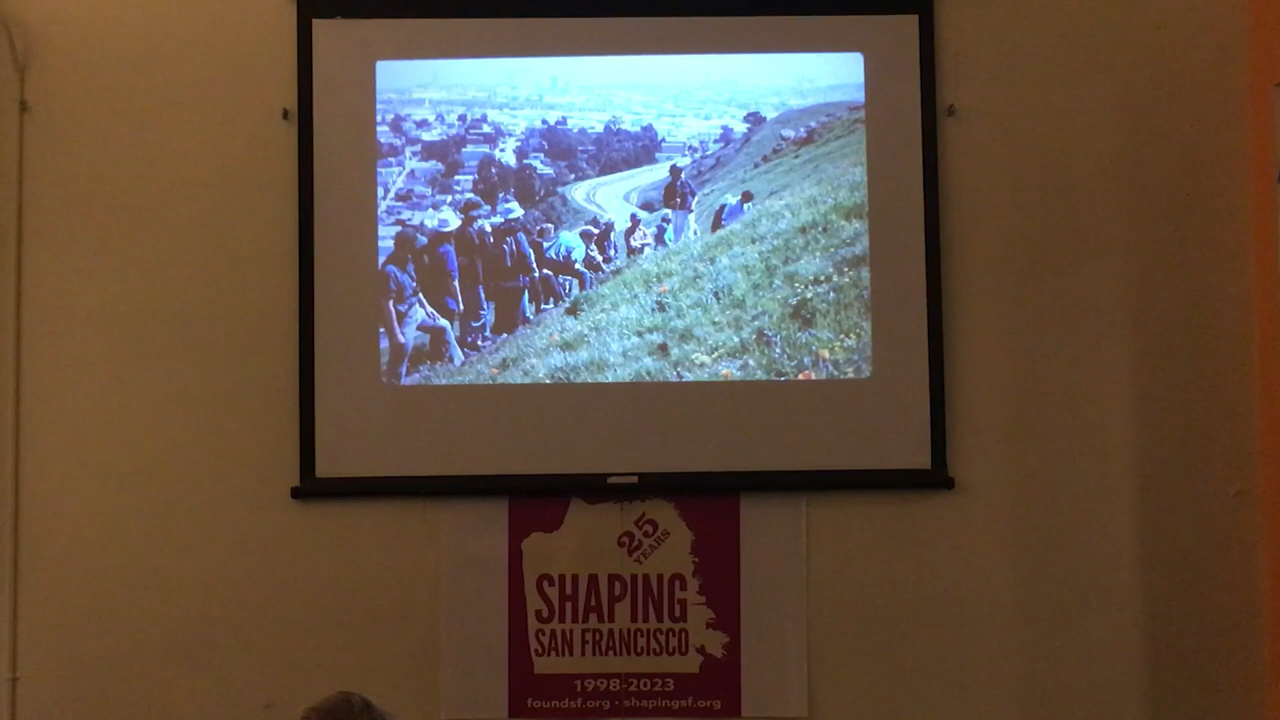 25
YEARS
SHAPING
SAN FRANCISCO
1998-2023
foundsf.org • shapingsf.org